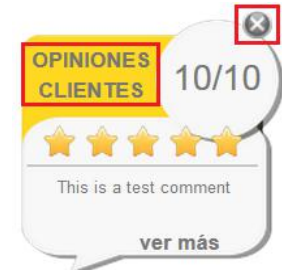 OPINIONES
CLIENTES
10/10
This is a test comment
ver más